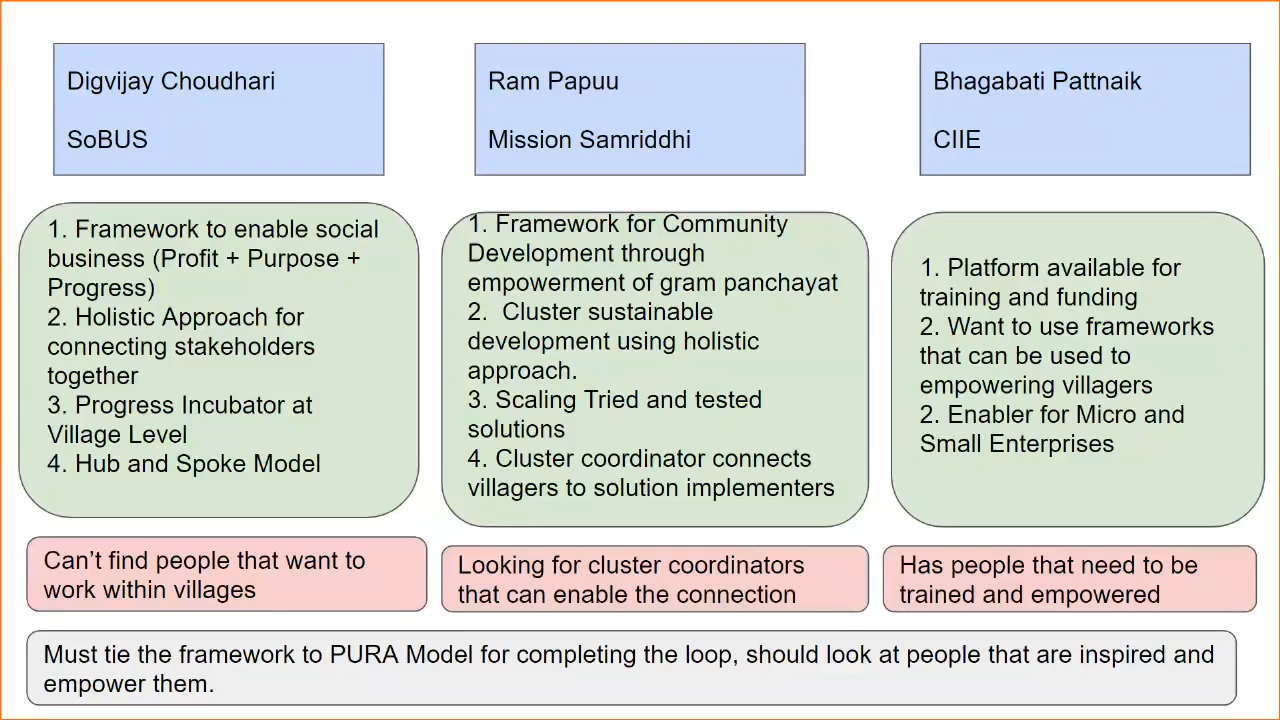 Digvijay Choudhari
SoBUS
Ram Papuu
Mission Samriddhi
Bhagabati Pattnaik
CIIE
1. Framework to enable social
business (Profit + Purpose +
Progress)
2. Holistic Approach for
connecting stakeholders
together
3. Progress Incubator at
Village Level
4. Hub and Spoke Model
1. Framework for Community
Development through
empowerment of gram panchayat
2.  Cluster sustainable
development using holistic
approach.
3. Scaling Tried and tested
solutions
4. Cluster coordinator connects
villagers to solution implementers
1. Platform available for
training and funding
2. Want to use frameworks
that can be used to
empowering villagers
2. Enabler for Micro and
Small Enterprises
Can’t find people that want to
work within villages
Looking for cluster coordinators
that can enable the connection
Has people that need to be
trained and empowered
Must tie the framework to PURA Model for completing the loop, should look at people that are inspired and
empower them.